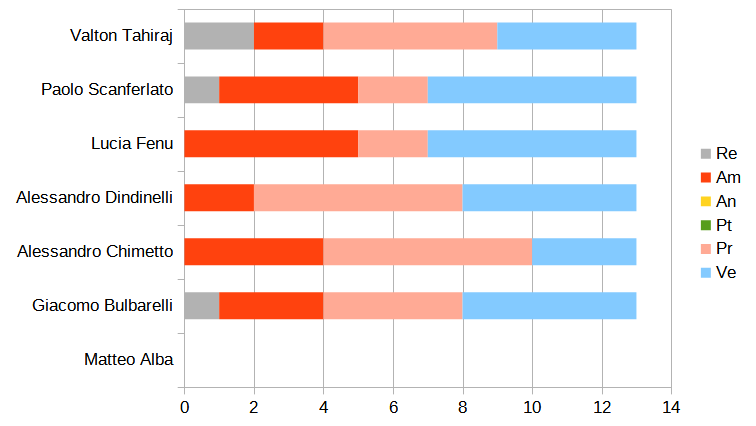 Valton Tahiraj
Paolo Scanferlato
Lucia Fenu
Alessandro Dindinelli
Alessandro Chimetto
Giacomo Bulbarelli
Matteo Alba
0 2 4 6 8 10 12 14
Re
Am
An
Pt
Pr
Ve